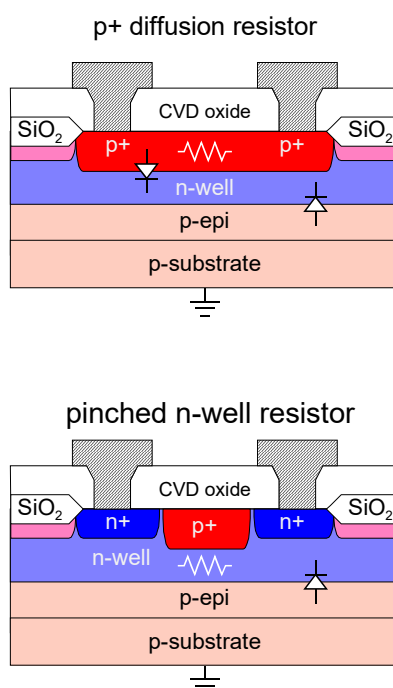 p+ diffusion resistor
SiO₂ CVD oxide SiO₂
p+ p+
n-well
p-epi
p-substrate
pinched n-well resistor
SiO₂ CVD oxide SiO₂
n+ p+ n+
n-well
p-epi
p-substrate